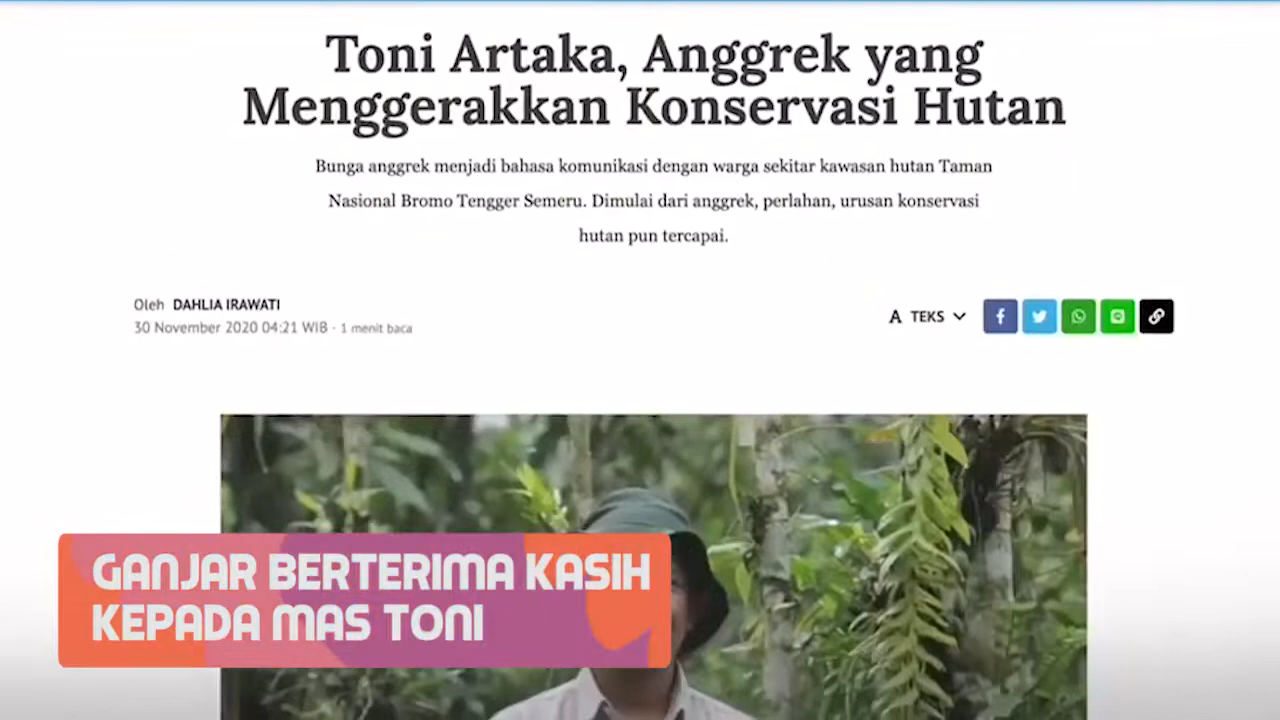 Toni Artaka, Anggrek yang
Menggerakkan Konservasi Hutan
Bunga anggrek menjadi bahasa komunikasi dengan warga sekitar kawasan hutan Taman
Nasional Bromo Tengger Semeru. Dimulai dari anggrek, perlahan, urusan konservasi
hutan pun tercapai.
Oleh DAHLIA IRAWATI
30 November 2020 04:21 WIB · 1 menit baca
A TEKS
GANJAR BERTERIMA KASIH
KEPADA MAS TONI